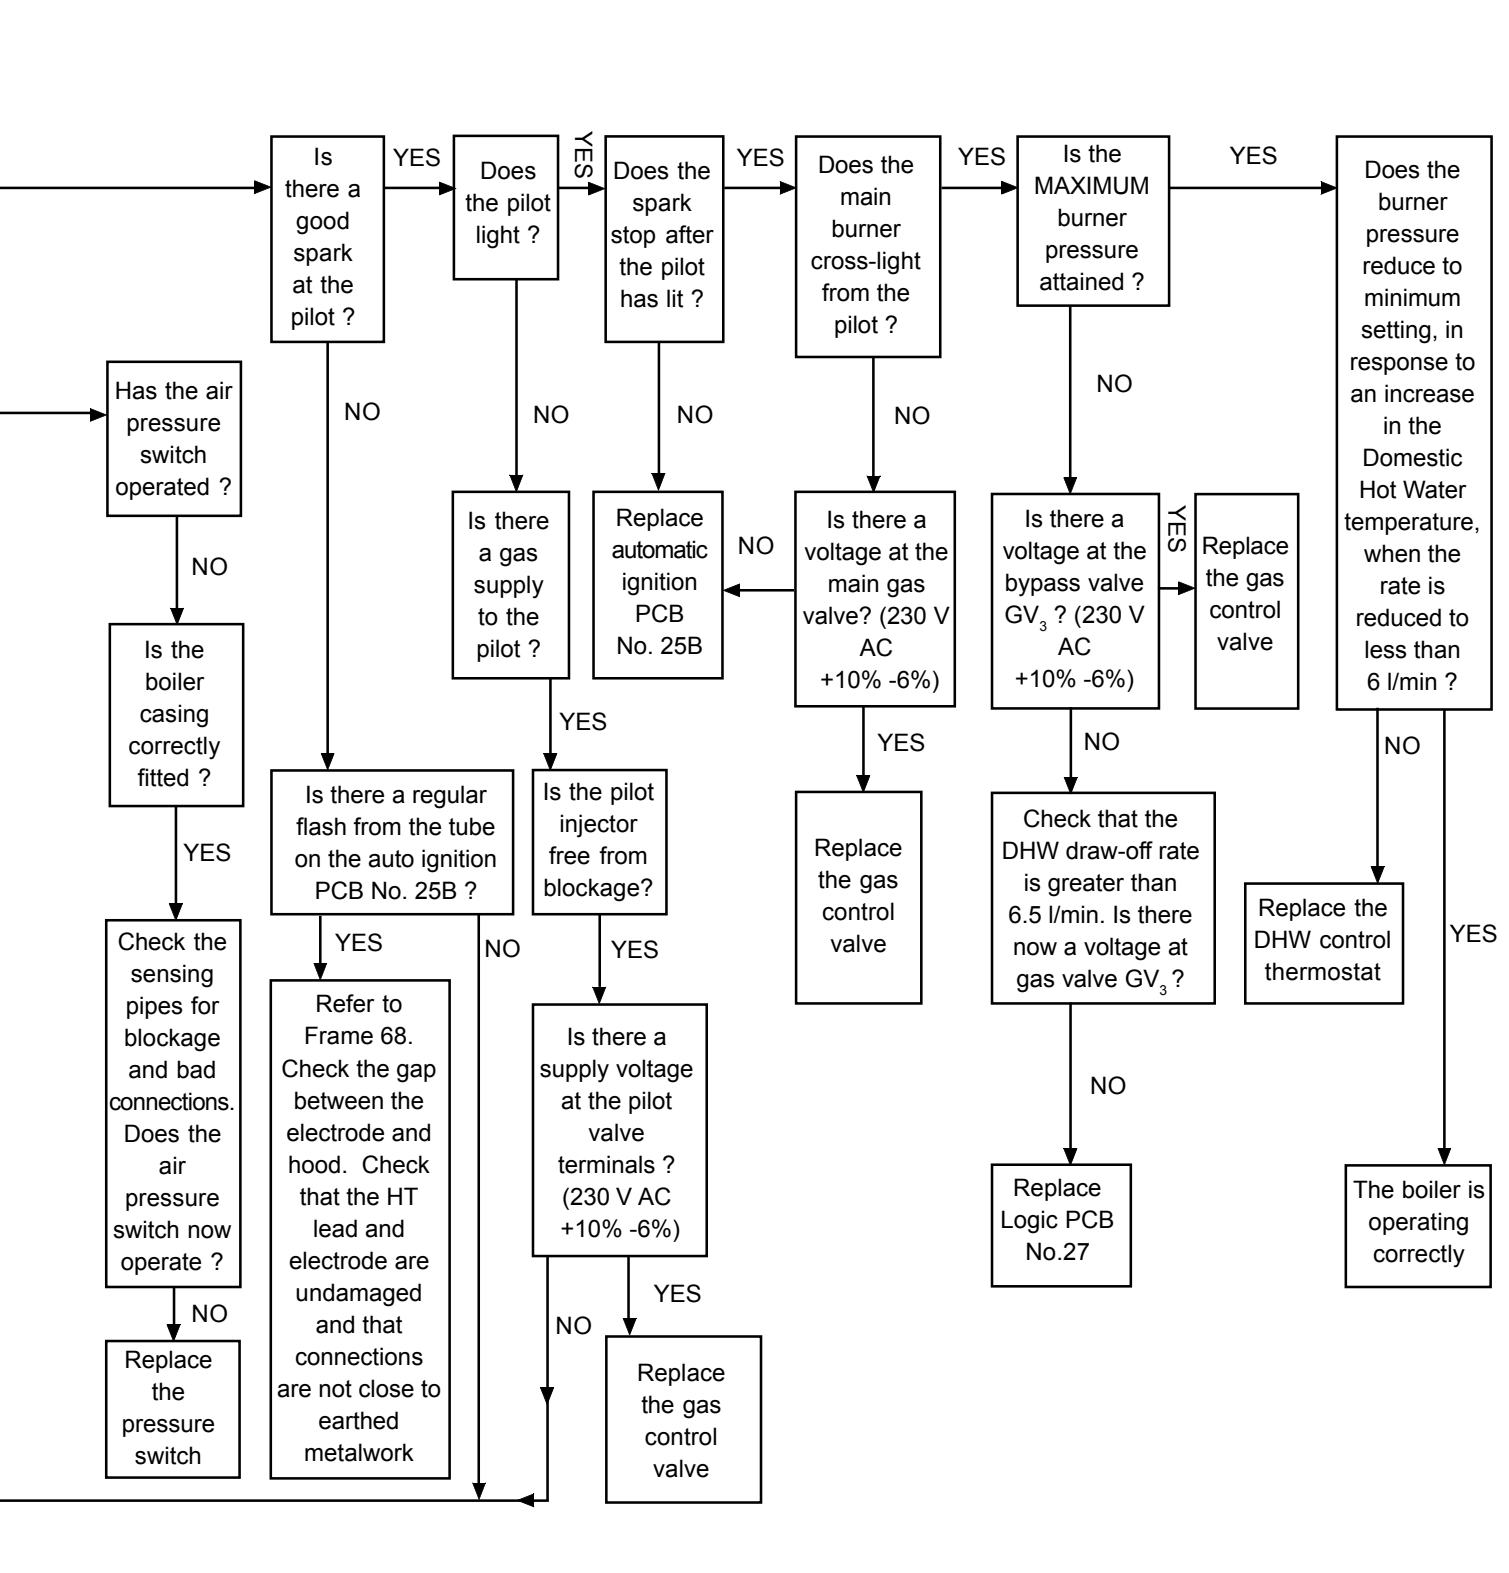 Is
there a
good
spark
at the
pilot ?
YES
Does
the pilot
light ?
YES
Does the
spark
stop after
the pilot
has lit ?
YES
Does the
main
burner
cross-light
from the
pilot ?
YES
Is the
MAXIMUM
burner
pressure
attained ?
YES
Does the
burner
pressure
reduce to
minimum
setting, in
response to
an increase
in the
Domestic
Hot Water
temperature,
when the
rate is
reduced to
less than
6 l/min ?
Has the air
pressure
switch
operated ?
NO
NO
NO
NO
NO
NO
Is the
boiler
casing
correctly
fitted ?
Is there
a gas
supply
to the
pilot ?
Replace
automatic
ignition
PCB
No. 25B
NO
Is there a
voltage at the
main gas
valve? (230 V
AC
+10% -6%)
Is there a
voltage at the
bypass valve
GV3 ? (230 V
AC
+10% -6%)
YES
Replace
the gas
control
valve
YES
YES
YES
NO
NO
Is there a regular
flash from the tube
on the auto ignition
PCB No. 25B ?
Is the pilot
injector
free from
blockage?
Replace
the gas
control
valve
Check that the
DHW draw-off rate
is greater than
6.5 l/min. Is there
now a voltage at
gas valve GV3 ?
Replace the
DHW control
thermostat
YES
Check the
sensing
pipes for
blockage
and bad
connections.
Does the
air
pressure
switch now
operate ?
YES
NO
YES
Refer to
Frame 68.
Check the gap
between the
electrode and
hood. Check
that the HT
lead and
electrode are
undamaged
and that
connections
are not close to
earthed
metalwork
Is there a
supply voltage
at the pilot
valve
terminals ?
(230 V AC
+10% -6%)
NO
Replace
Logic PCB
No.27
The boiler is
operating
correctly
NO
NO
YES
Replace
the
pressure
switch
Replace
the gas
control
valve